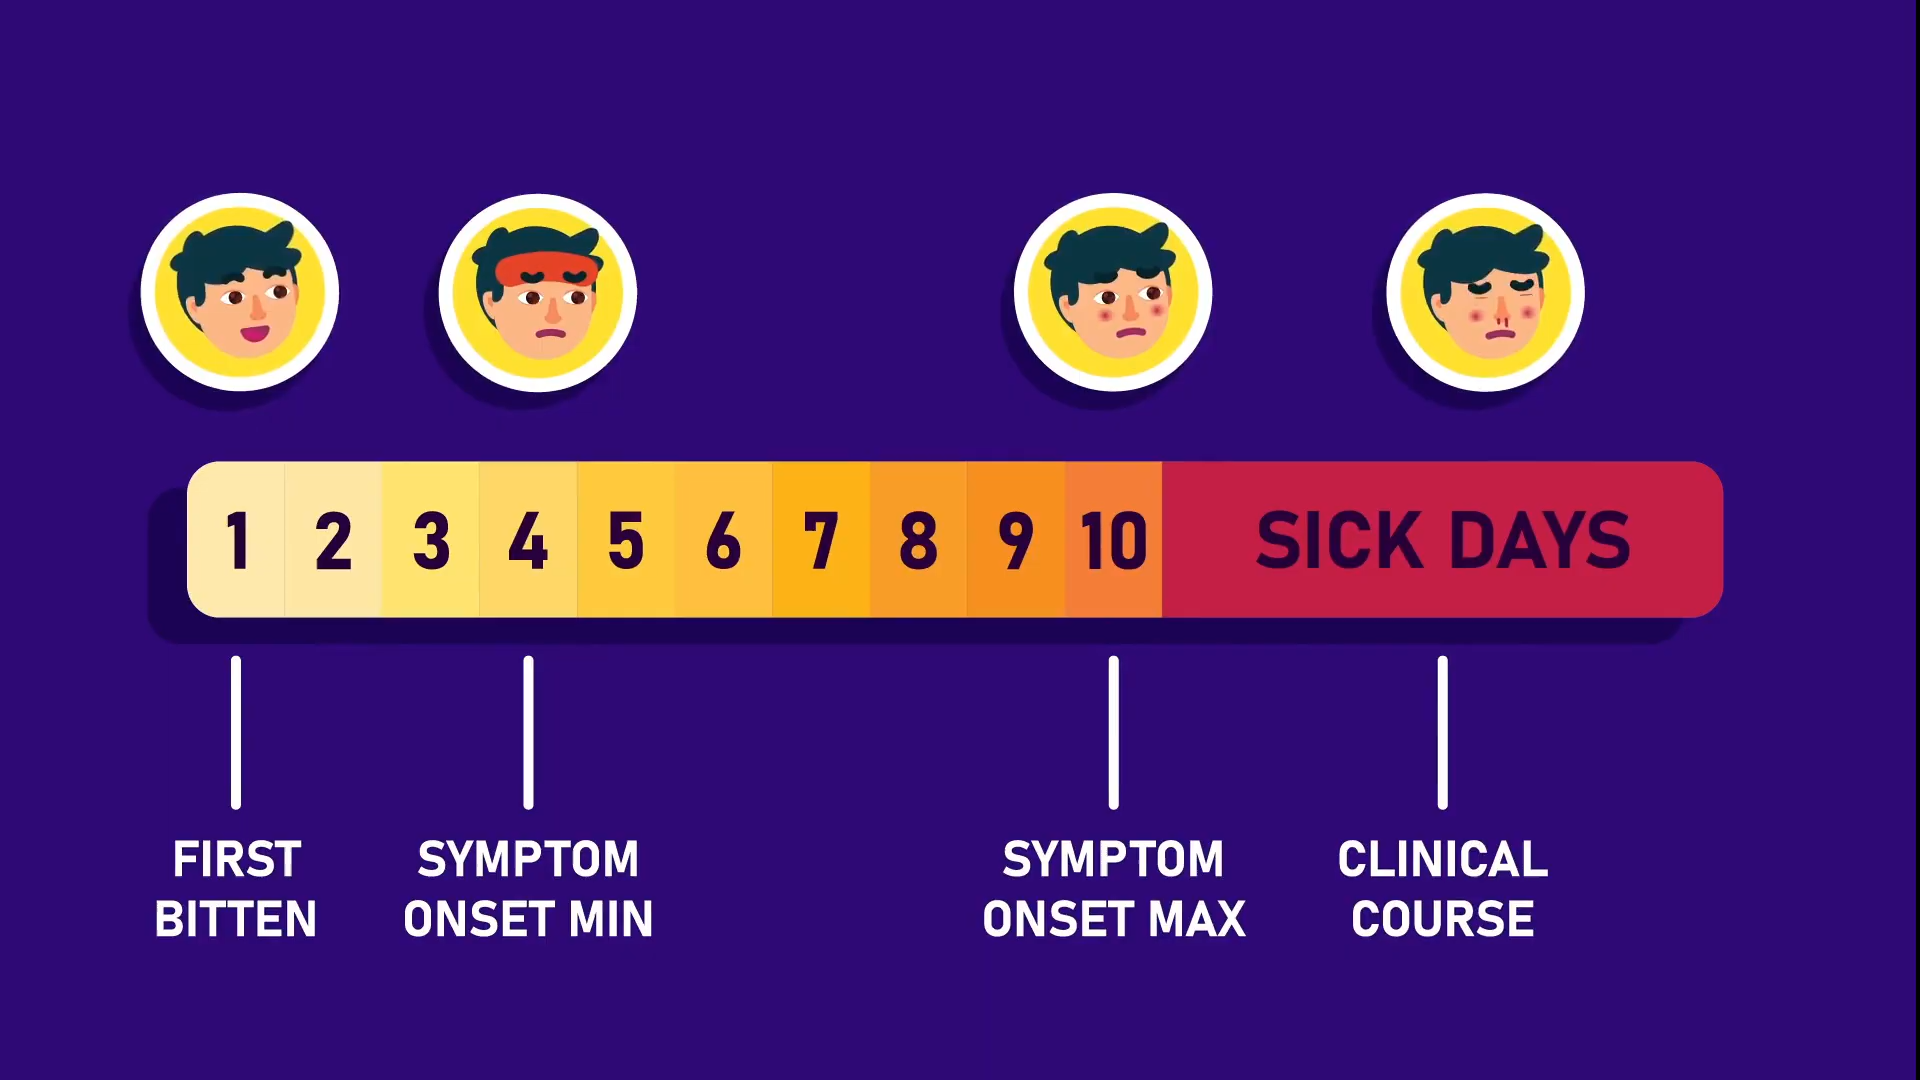 1 2 3 4 5 6 7 8 9 10 SICK DAYS
FIRST
BITTEN
SYMPTOM
ONSET MIN
SYMPTOM
ONSET MAX
CLINICAL
COURSE